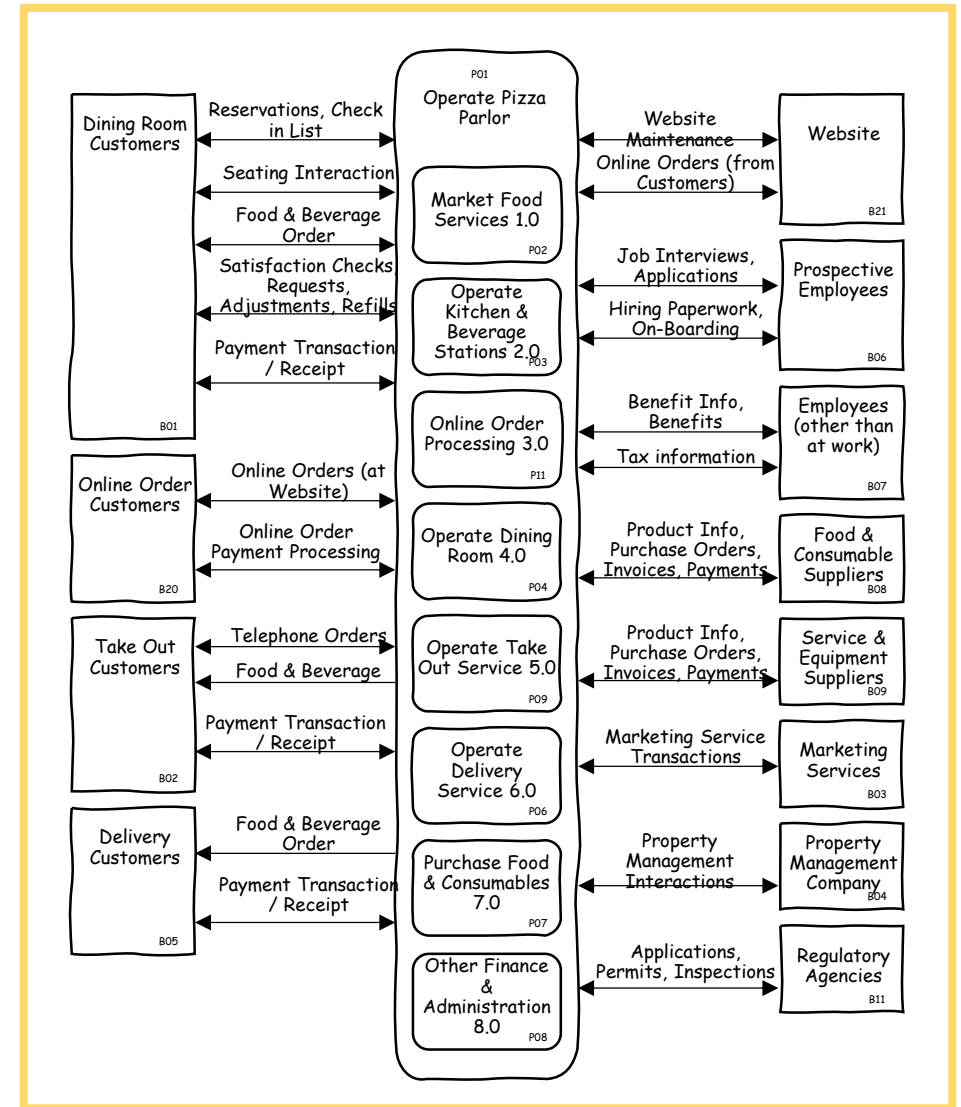 Dining Room
Customers
B01
Reservations, Check
in List
Seating Interaction
Food & Beverage
Order
Satisfaction Checks,
Requests,
Adjustments, Refills
Payment Transaction
/ Receipt
Online Order
Customers
B20
Online Orders (at
Website)
Online Order
Payment Processing
Take Out
Customers
B02
Telephone Orders
Food & Beverage
Payment Transaction
/ Receipt
Delivery
Customers
B05
Food & Beverage
Order
Payment Transaction
/ Receipt
P01
Operate Pizza
Parlor
Market Food
Services 1.0
P02
Operate
Kitchen &
Beverage
Stations 2.0
P03
Online Order
Processing 3.0
P11
Operate Dining
Room 4.0
P04
Operate Take
Out Service 5.0
P09
Operate
Delivery
Service 6.0
P06
Purchase Food
& Consumables
7.0
P07
Other Finance
&
Administration
8.0
P08
Website
Maintenance
Online Orders (from
Customers)
Website
B21
Job Interviews,
Applications
Hiring Paperwork,
On-Boarding
Prospective
Employees
B06
Benefit Info,
Benefits
Tax information
Employees
(other than
at work)
B07
Product Info,
Purchase Orders,
Invoices, Payments
Food &
Consumable
Suppliers
B08
Product Info,
Purchase Orders,
Invoices, Payments
Service &
Equipment
Suppliers
B09
Marketing Service
Transactions
Marketing
Services
B03
Property
Management
Interactions
Property
Management
Company
B04
Applications,
Permits, Inspections
Regulatory
Agencies
B11